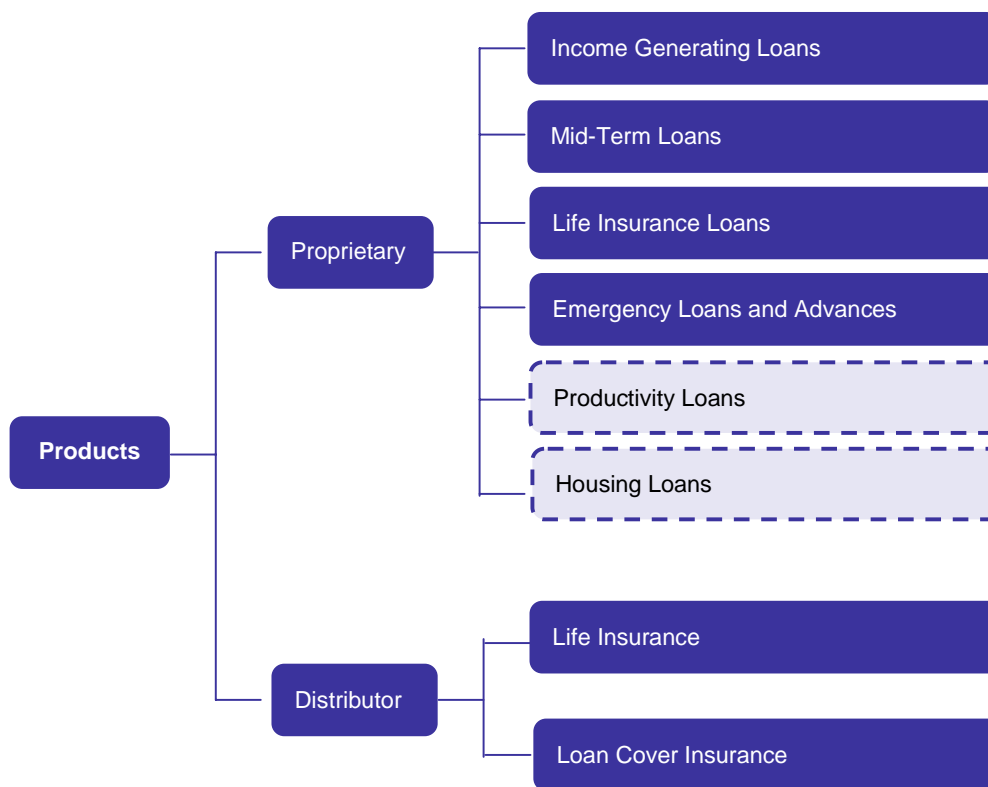 Products
Proprietary
Income Generating Loans
Mid-Term Loans
Life Insurance Loans
Emergency Loans and Advances
Productivity Loans
Housing Loans
Distributor
Life Insurance
Loan Cover Insurance